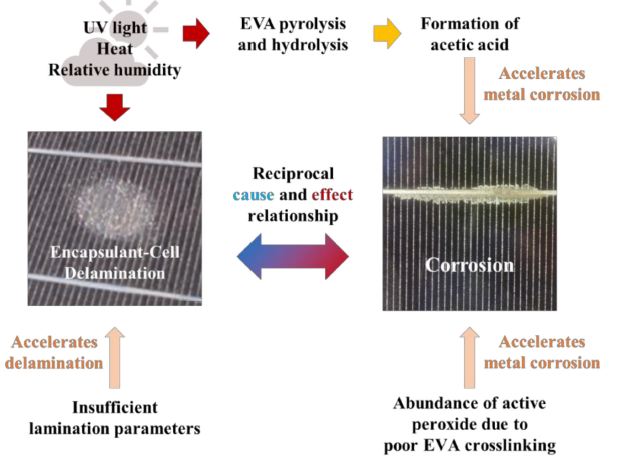 UV light
Heat
Relative humidity
EVA pyrolysis
and hydrolysis
Formation of
acetic acid
Accelerates
metal corrosion
Reciprocal
cause and effect
relationship
Encapsulant-Cell
Delamination
Corrosion
Accelerates
delamination
Accelerates
metal corrosion
Insufficient
lamination parameters
Abundance of active
peroxide due to
poor EVA crosslinking